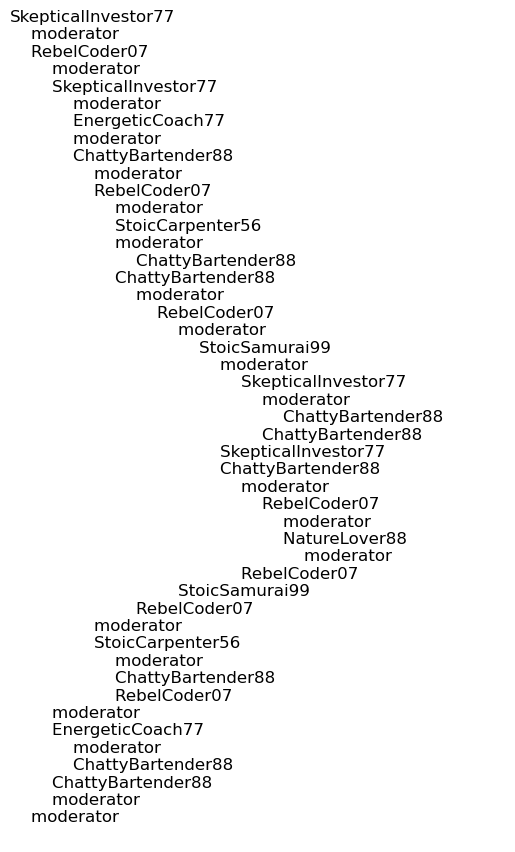 SkepticalInvestor77
moderator
RebelCoder07
moderator
SkepticalInvestor77
moderator
EnergeticCoach77
moderator
ChattyBartender88
moderator
RebelCoder07
moderator
StoicCarpenter56
moderator
ChattyBartender88
ChattyBartender88
moderator
RebelCoder07
moderator
StoicSamurai99
moderator
SkepticalInvestor77
moderator
ChattyBartender88
ChattyBartender88
SkepticalInvestor77
ChattyBartender88
moderator
RebelCoder07
moderator
NatureLover88
moderator
RebelCoder07
StoicSamurai99
RebelCoder07
moderator
StoicCarpenter56
moderator
ChattyBartender88
RebelCoder07
moderator
EnergeticCoach77
moderator
ChattyBartender88
ChattyBartender88
moderator
moderator